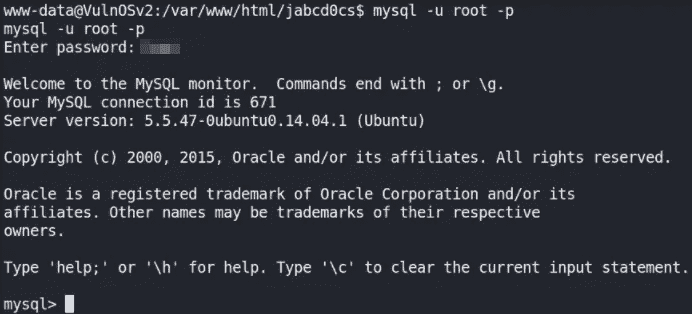 www-data@VulnOSv2:/var/www/html/jabcd0cs$ mysql -u root -p
mysql -u root -p
Enter password:
Welcome to the MySQL monitor.  Commands end with ; or \g.
Your MySQL connection id is 671
Server version: 5.5.47-0ubuntu0.14.04.1 (Ubuntu)
Copyright (c) 2000, 2015, Oracle and/or its affiliates. All rights reserved.
Oracle is a registered trademark of Oracle Corporation and/or its
affiliates. Other names may be trademarks of their respective
owners.
Type 'help;' or '\h' for help. Type '\c' to clear the current input statement.
mysql>